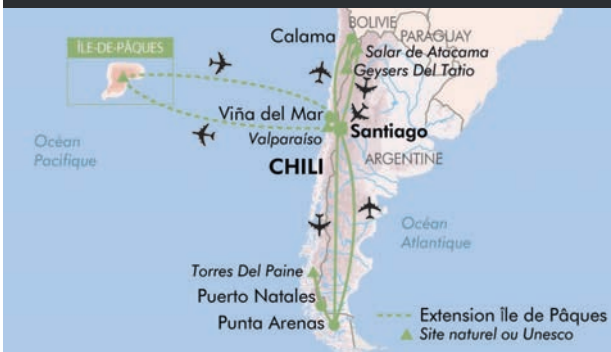 BOLIVIE
Calama
PARAGUAY
ÎLE-DE-PÂQUES
Salar de Atacama
Geysers Del Tatio
Viña del Mar
Océan
Pacifique
Valparaíso
Santiago
CHILI
ARGENTINE
Océan
Atlantique
Torres Del Paine
Puerto Natales
Punta Arenas
Extension île de Pâques
Site naturel ou Unesco